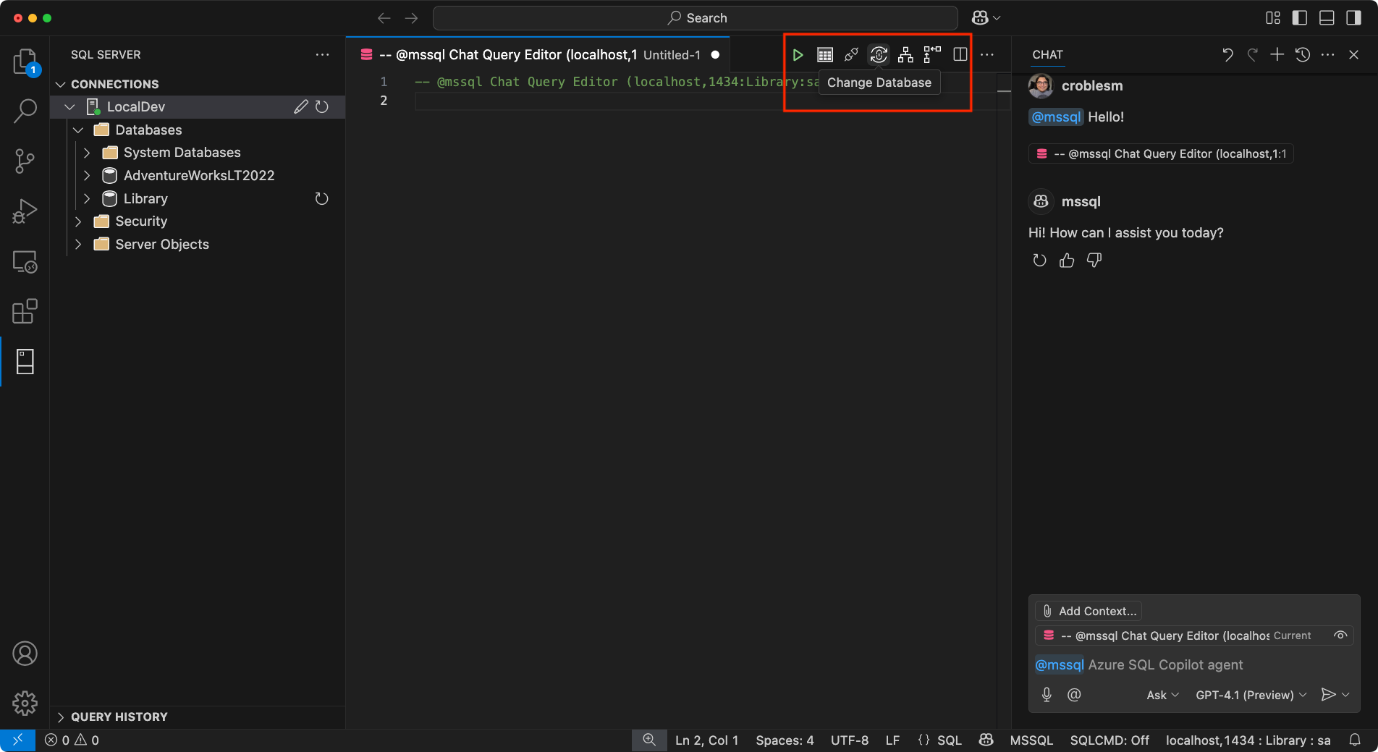 Search
SQL SERVER
CONNECTIONS
LocalDev
Databases
System Databases
AdventureWorksLT2022
Library
Security
Server Objects
QUERY HISTORY
1
-- @mssql Chat Query Editor (localhost,1 Untitled-1
1 -- @mssql Chat Query Editor (localhost,1434:Library:sa
2
Change Database
CHAT
croblesm
@mssql Hello!
-- @mssql Chat Query Editor (localhost,1:1
mssql
Hi! How can I assist you today?
Add Context...
-- @mssql Chat Query Editor (localhos Current
@mssql Azure SQL Copilot agent
@ Ask GPT-4.1 (Preview)
0 0 Ln 2, Col 1 Spaces: 4 UTF-8 LF {} SQL MSSQL SQLCMD: Off localhost,1434 : Library : sa